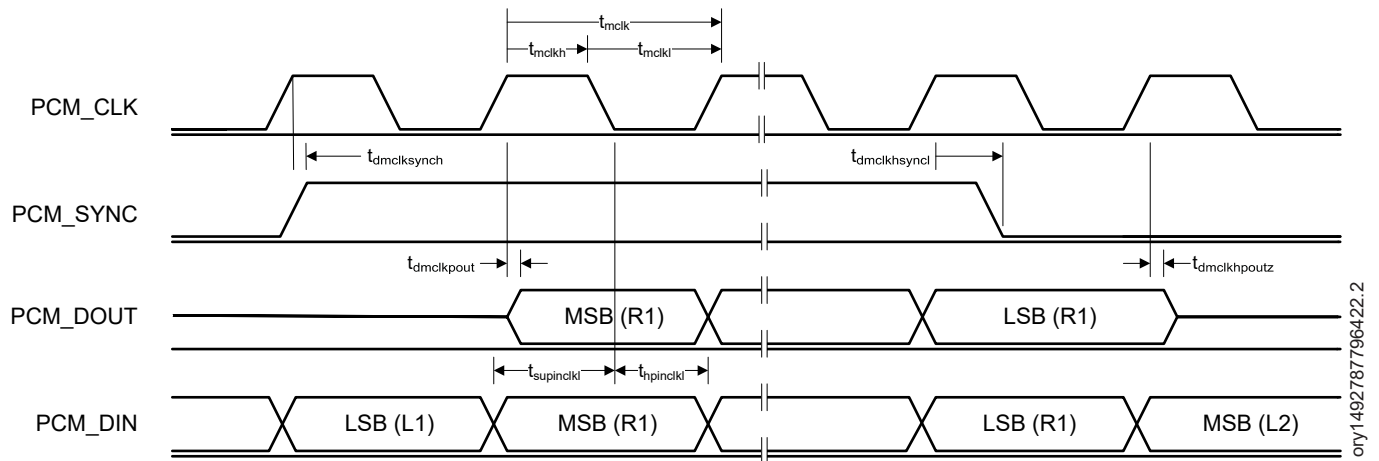 tmclk
tmclkh tmclkl
PCM_CLK
tdmclksynch tdmclkhsyncl
PCM_SYNC
tdmclkpout tdmclkhpoutz
PCM_DOUT MSB (R1) LSB (R1)
tsupinclkl thpinclkl
PCM_DIN LSB (L1) MSB (R1) LSB (R1) MSB (L2)
ory1492787796422.2